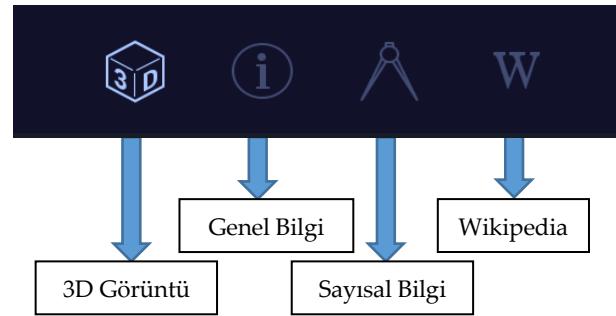 3D
i
W
Genel Bilgi
Wikipedia
3D Görüntü
Sayısal Bilgi